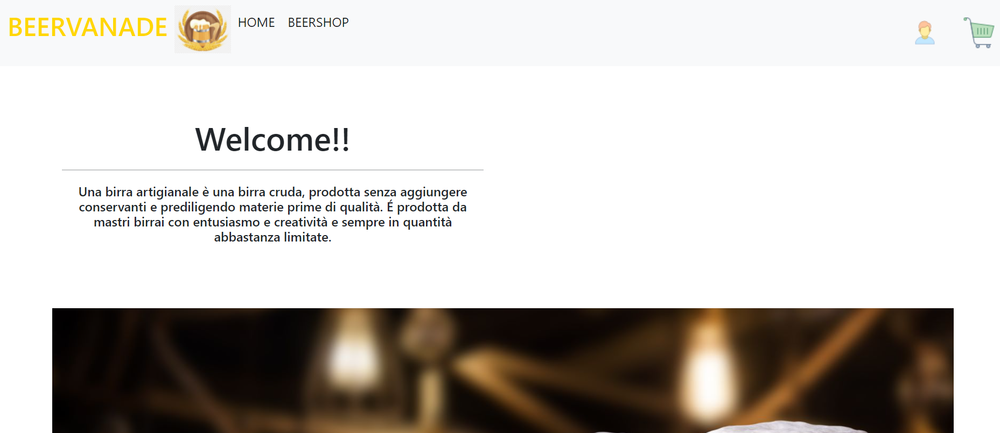 BEERVANADE HOME BEERSHOP
Welcome!!
Una birra artigianale è una birra cruda, prodotta senza aggiungere
conservanti e prediligendo materie prime di qualità. É prodotta da
mastri birrai con entusiasmo e creatività e sempre in quantità
abbastanza limitate.